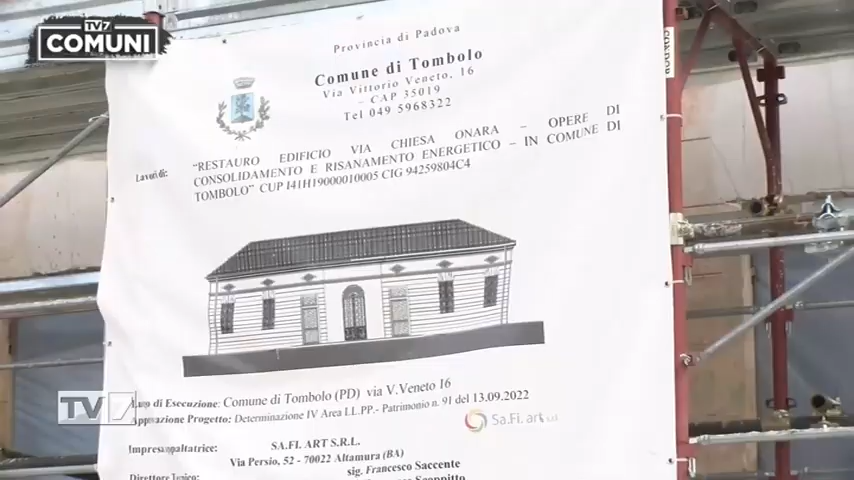 TV7
COMUNI
Provincia di Padova
Comune di Tombolo
Via Vittorio Veneto, 16
– CAP 35019
Tel 049 5968322
Lavori di:
"RESTAURO EDIFICIO VIA CHIESA ONARA – OPERE DI
CONSOLIDAMENTO E RISANAMENTO ENERGETICO – IN COMUNE DI
TOMBOLO" CUP I41H19000010005 CIG 94259804C4
di Esecuzione: Comune di Tombolo (PD) via V.Veneto 16
Progetto: Determinazione IV Area LL.PP.- Patrimonio n. 91 del 13.09.2022
Sa.Fi. art
Impresa appaltatrice:
SA.FI. ART S.R.L.
Via Persio, 52 - 70022 Altamura (BA)
sig. Francesco Saccente
Direttore
TV7
CONDOR